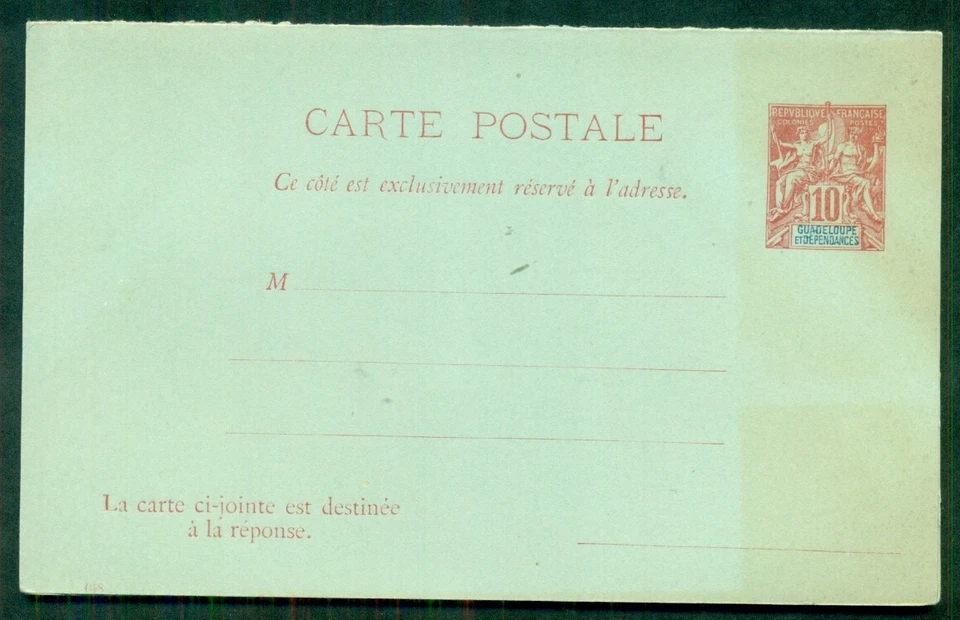 CARTE POSTALE
Ce côté est exclusivement réservé à l'adresse.
REPVBLIQVE FRANÇAISE
COLONIES POSTES
10
GUADELOUPE
ET DÉPENDANCES
M
La carte ci-jointe est destinée
à la réponse.